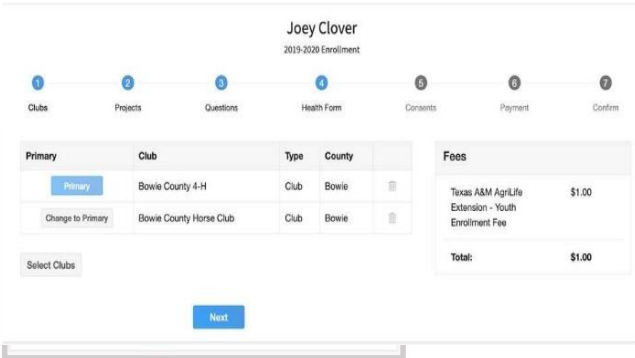 Joey Clover
2019-2020 Enrollment
1 2 3 4 5 6 7
Clubs Projects Questions Health Form Consents Payment Confirm
Primary Club Type County
Primary Bowie County 4-H Club Bowie
Change to Primary Bowie County Horse Club Club Bowie
Select Clubs
Next
Fees
Texas A&M AgriLife $1.00
Extension - Youth
Enrollment Fee
Total: $1.00